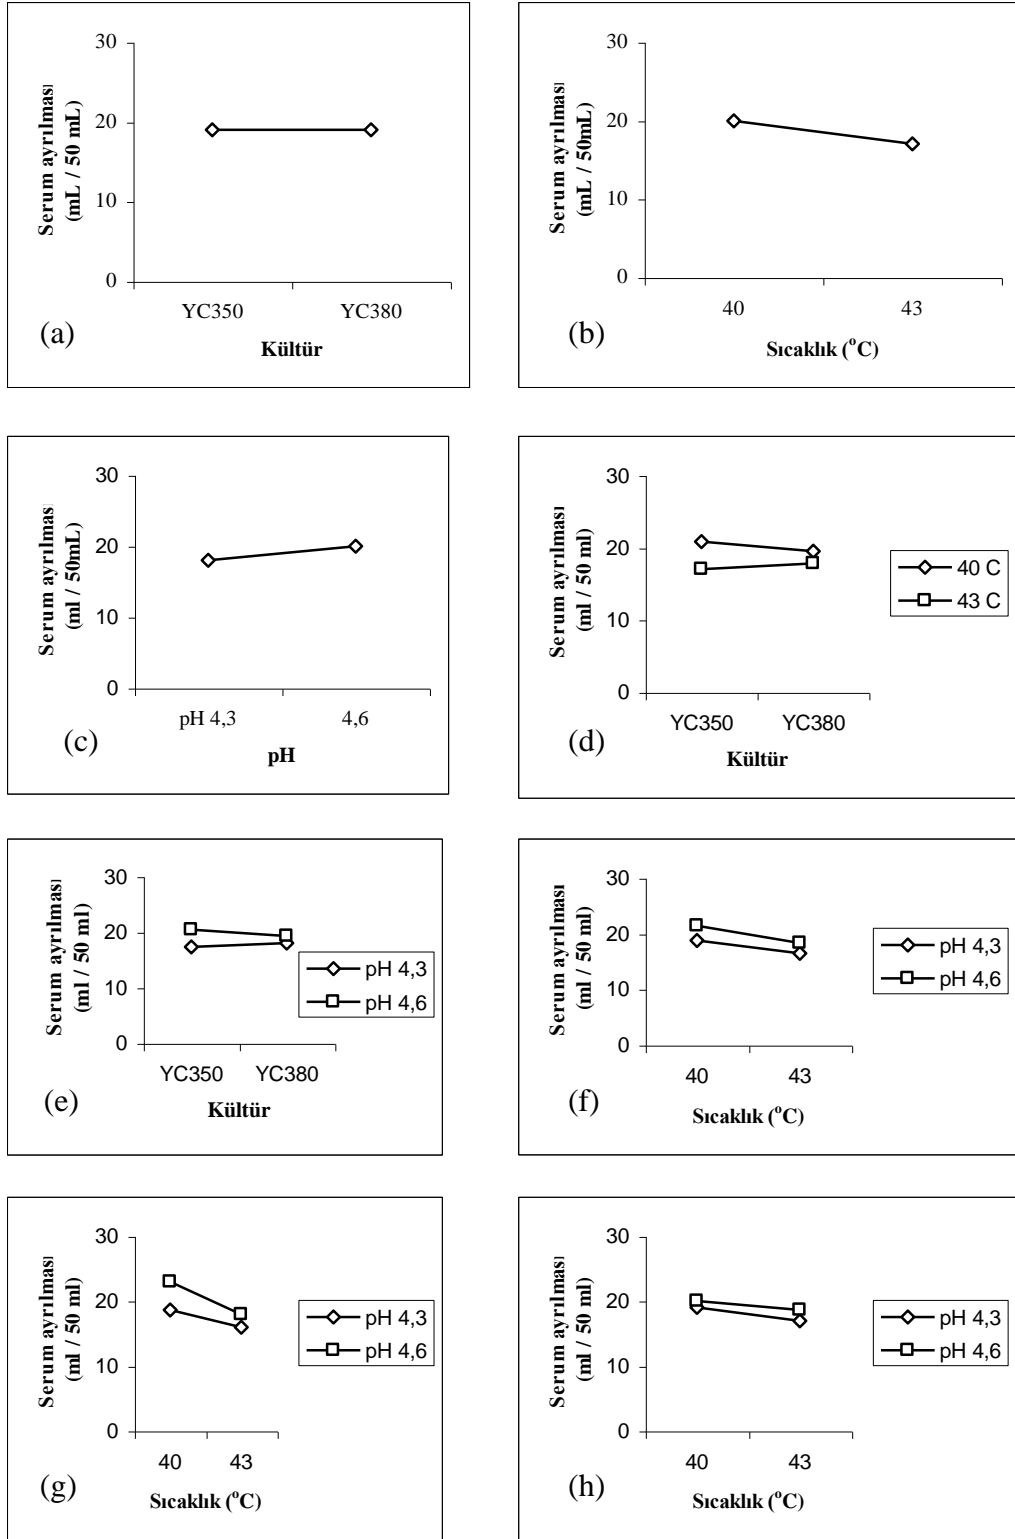 Serum ayrılması
(mL / 50 mL)
30
20
10
0
YC350 YC380
Kültür
(a)
Serum ayrılması
(mL / 50mL)
30
20
10
0
40 43
Sıcaklık (°C)
(b)
Serum ayrılması
(ml / 50mL)
30
20
10
0
pH 4,3 4,6
pH
(c)
Serum ayrılması
(ml / 50 ml)
30
20
10
0
YC350 YC380
Kültür
40 C
43 C
(d)
Serum ayrılması
(ml / 50 ml)
30
20
10
0
YC350 YC380
Kültür
pH 4,3
pH 4,6
(e)
Serum ayrılması
(ml / 50 ml)
30
20
10
0
40 43
Sıcaklık (°C)
pH 4,3
pH 4,6
(f)
Serum ayrılması
(ml / 50 ml)
30
20
10
0
40 43
Sıcaklık (°C)
pH 4,3
pH 4,6
(g)
Serum ayrılması
(ml / 50 ml)
30
20
10
0
40 43
Sıcaklık (°C)
pH 4,3
pH 4,6
(h)